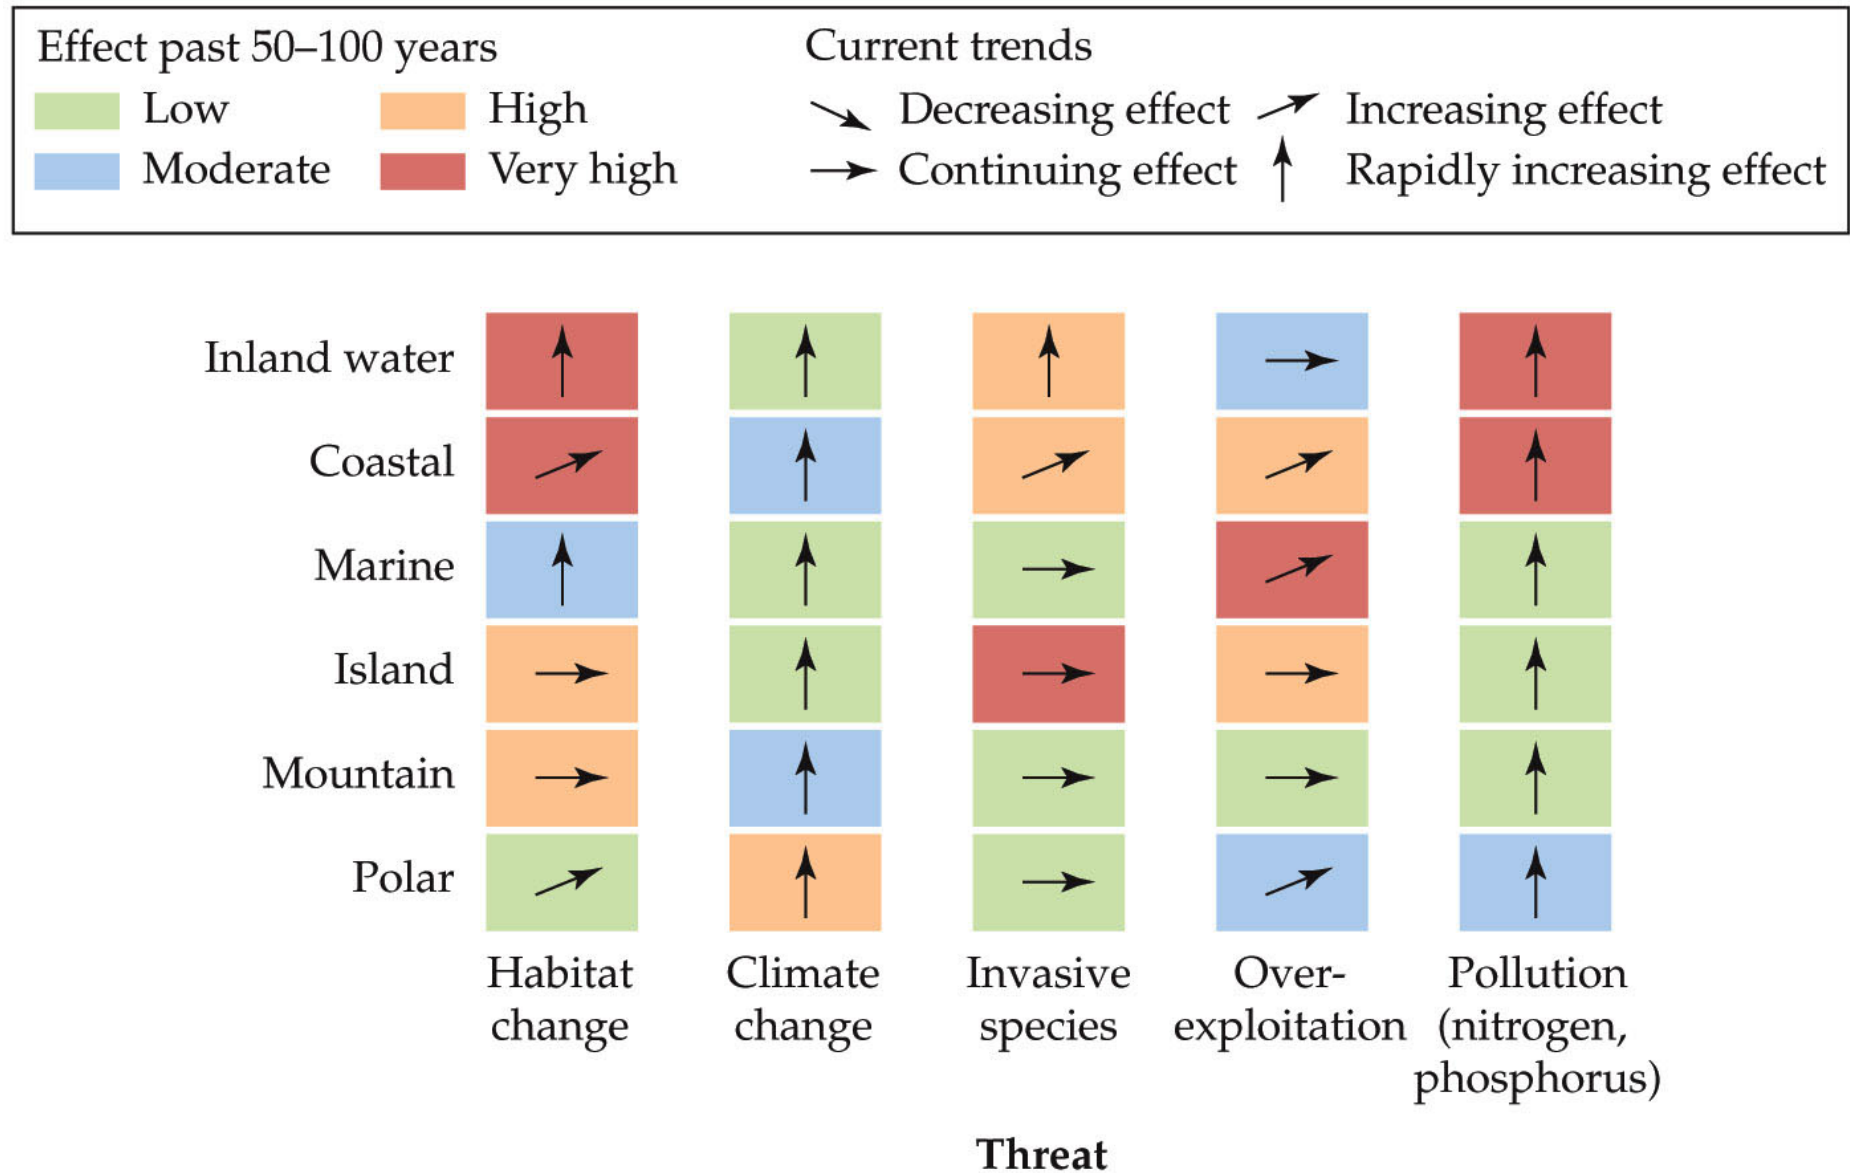 Effect past 50–100 years
Low
High
Moderate
Very high
Current trends
Decreasing effect
Increasing effect
Continuing effect
Rapidly increasing effect
Inland water
Coastal
Marine
Island
Mountain
Polar
Habitat
change
Climate
change
Invasive
species
Over-
exploitation
Pollution
(nitrogen,
phosphorus)
Threat